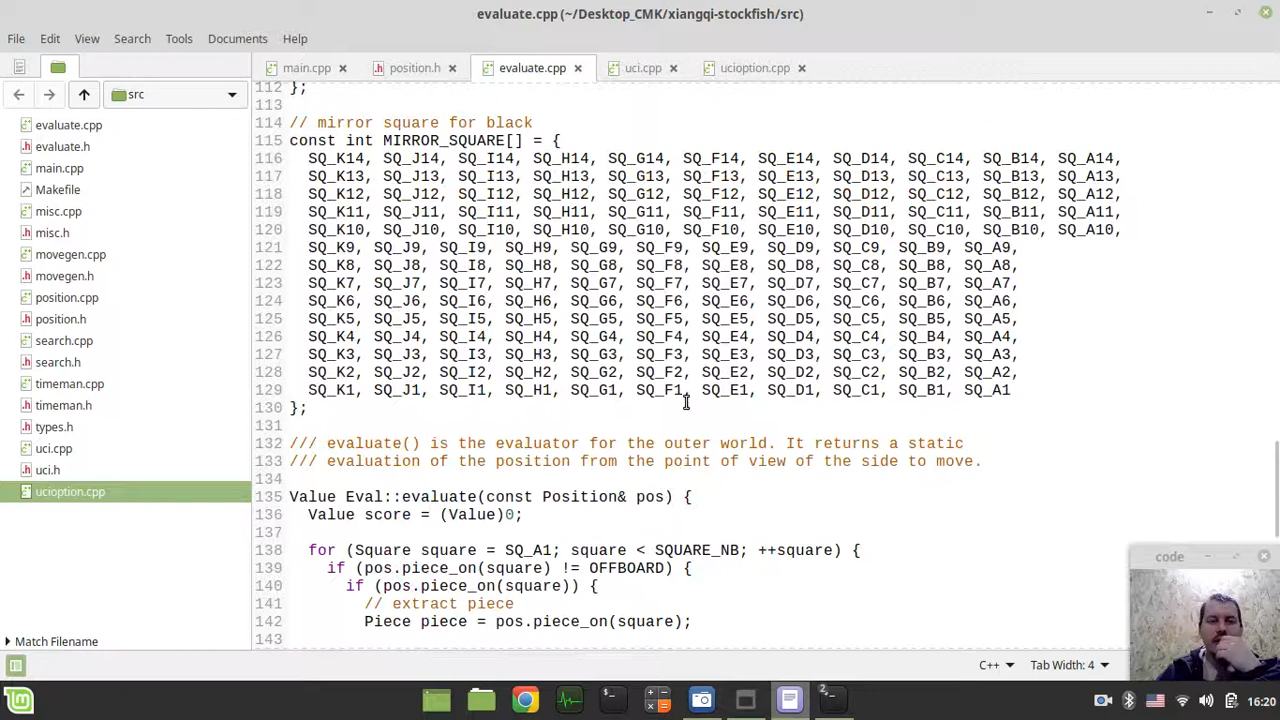 evaluate.cpp (~/Desktop_CMK/xiangqi-stockfish/src)
File Edit View Search Tools Documents Help
main.cpp position.h evaluate.cpp uci.cpp ucioption.cpp
src
evaluate.cpp
evaluate.h
main.cpp
Makefile
misc.cpp
misc.h
movegen.cpp
movegen.h
position.cpp
position.h
search.cpp
search.h
timeman.cpp
timeman.h
types.h
uci.cpp
uci.h
ucioption.cpp
Match Filename
112 };
113
114 // mirror square for black
115 const int MIRROR_SQUARE[] = {
116 SQ_K14, SQ_J14, SQ_I14, SQ_H14, SQ_G14, SQ_F14, SQ_E14, SQ_D14, SQ_C14, SQ_B14, SQ_A14,
117 SQ_K13, SQ_J13, SQ_I13, SQ_H13, SQ_G13, SQ_F13, SQ_E13, SQ_D13, SQ_C13, SQ_B13, SQ_A13,
118 SQ_K12, SQ_J12, SQ_I12, SQ_H12, SQ_G12, SQ_F12, SQ_E12, SQ_D12, SQ_C12, SQ_B12, SQ_A12,
119 SQ_K11, SQ_J11, SQ_I11, SQ_H11, SQ_G11, SQ_F11, SQ_E11, SQ_D11, SQ_C11, SQ_B11, SQ_A11,
120 SQ_K10, SQ_J10, SQ_I10, SQ_H10, SQ_G10, SQ_F10, SQ_E10, SQ_D10, SQ_C10, SQ_B10, SQ_A10,
121 SQ_K9, SQ_J9, SQ_I9, SQ_H9, SQ_G9, SQ_F9, SQ_E9, SQ_D9, SQ_C9, SQ_B9, SQ_A9,
122 SQ_K8, SQ_J8, SQ_I8, SQ_H8, SQ_G8, SQ_F8, SQ_E8, SQ_D8, SQ_C8, SQ_B8, SQ_A8,
123 SQ_K7, SQ_J7, SQ_I7, SQ_H7, SQ_G7, SQ_F7, SQ_E7, SQ_D7, SQ_C7, SQ_B7, SQ_A7,
124 SQ_K6, SQ_J6, SQ_I6, SQ_H6, SQ_G6, SQ_F6, SQ_E6, SQ_D6, SQ_C6, SQ_B6, SQ_A6,
125 SQ_K5, SQ_J5, SQ_I5, SQ_H5, SQ_G5, SQ_F5, SQ_E5, SQ_D5, SQ_C5, SQ_B5, SQ_A5,
126 SQ_K4, SQ_J4, SQ_I4, SQ_H4, SQ_G4, SQ_F4, SQ_E4, SQ_D4, SQ_C4, SQ_B4, SQ_A4,
127 SQ_K3, SQ_J3, SQ_I3, SQ_H3, SQ_G3, SQ_F3, SQ_E3, SQ_D3, SQ_C3, SQ_B3, SQ_A3,
128 SQ_K2, SQ_J2, SQ_I2, SQ_H2, SQ_G2, SQ_F2, SQ_E2, SQ_D2, SQ_C2, SQ_B2, SQ_A2,
129 SQ_K1, SQ_J1, SQ_I1, SQ_H1, SQ_G1, SQ_F1, SQ_E1, SQ_D1, SQ_C1, SQ_B1, SQ_A1
130 };
131
132 /// evaluate() is the evaluator for the outer world. It returns a static
133 /// evaluation of the position from the point of view of the side to move.
134
135 Value Eval::evaluate(const Position& pos) {
136 Value score = (Value)0;
137
138 for (Square square = SQ_A1; square < SQUARE_NB; ++square) {
139 if (pos.piece_on(square) != OFFBOARD) {
140 if (pos.piece_on(square)) {
141 // extract piece
142 Piece piece = pos.piece_on(square);
143
code
C++ Tab Width: 4
16:20